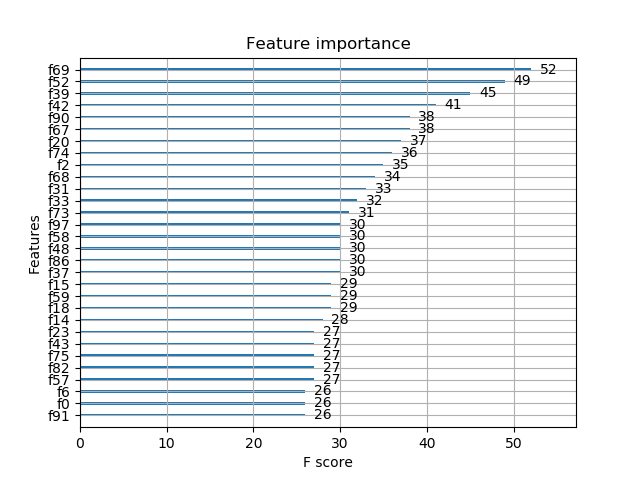 Feature importance
Features
f69 52
f52 49
f39 45
f42 41
f90 38
f67 38
f20 37
f74 36
f2 35
f68 34
f31 33
f33 32
f73 31
f97 30
f58 30
f48 30
f86 30
f37 30
f15 29
f59 29
f18 29
f14 28
f23 27
f43 27
f75 27
f82 27
f57 27
f6 26
f0 26
f91 26
0 10 20 30 40 50
F score